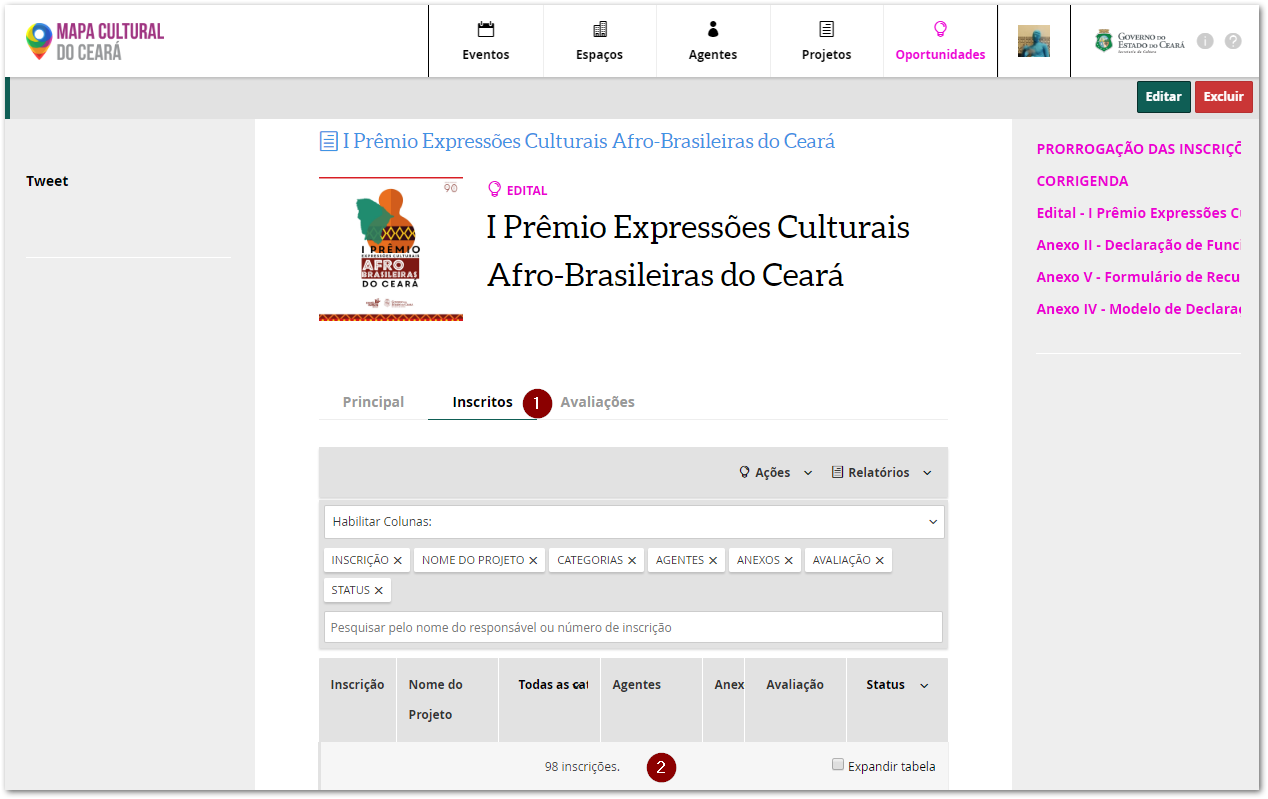 MAPA CULTURAL
DO CEARÁ
Eventos
Espaços
Agentes
Projetos
Oportunidades
GOVERNO DO
ESTADO DO CEARÁ
Secretaria da Cultura
i
?
Editar
Excluir
Tweet
I Prêmio Expressões Culturais Afro-Brasileiras do Ceará
90
I PRÊMIO
EXPRESSÕES CULTURAIS
AFRO
BRASILEIRAS
DO CEARÁ
EDITAL
I Prêmio Expressões Culturais
Afro-Brasileiras do Ceará
PRORROGAÇÃO DAS INSCRIÇÕ
CORRIGENDA
Edital - I Prêmio Expressões Cu
Anexo II - Declaração de Funci
Anexo V - Formulário de Recu
Anexo IV - Modelo de Declaraç
Principal
Inscritos
1
Avaliações
Ações
Relatórios
Habilitar Colunas:
INSCRIÇÃO ✕ NOME DO PROJETO ✕ CATEGORIAS ✕ AGENTES ✕ ANEXOS ✕ AVALIAÇÃO ✕
STATUS ✕
Pesquisar pelo nome do responsável ou número de inscrição
Inscrição
Nome do
Projeto
Todas as cat
Agentes
Anex
Avaliação
Status
98 inscrições.
2
Expandir tabela